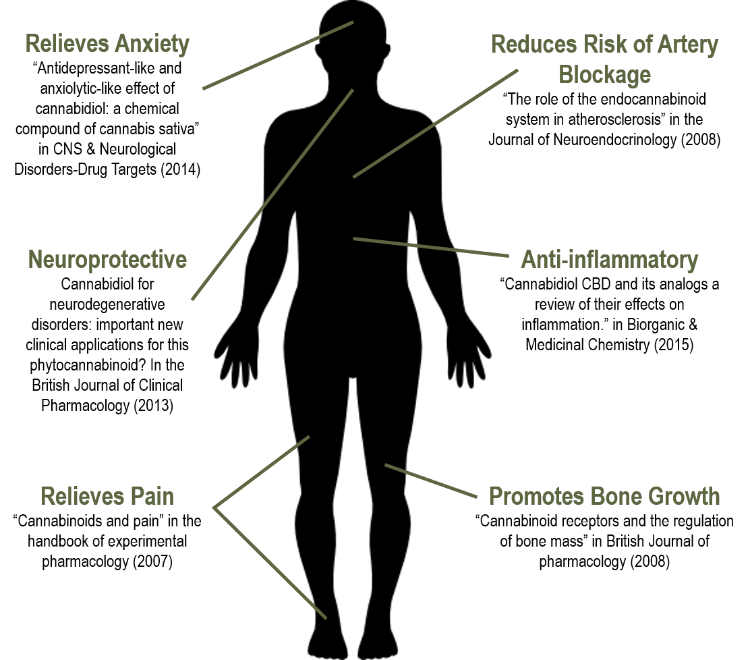 Relieves Anxiety
“Antidepressant-like and
anxiolytic-like effect of
cannabidiol: a chemical
compound of cannabis sativa”
in CNS & Neurological
Disorders-Drug Targets (2014)
Reduces Risk of Artery
Blockage
“The role of the endocannabinoid
system in atherosclerosis” in the
Journal of Neuroendocrinology (2008)
Neuroprotective
Cannabidiol for
neurodegenerative
disorders: important new
clinical applications for this
phytocannabinoid? In the
British Journal of Clinical
Pharmacology (2013)
Anti-inflammatory
“Cannabidiol CBD and its analogs a
review of their effects on
inflammation.” in Biorganic &
Medicinal Chemistry (2015)
Relieves Pain
“Cannabinoids and pain” in the
handbook of experimental
pharmacology (2007)
Promotes Bone Growth
“Cannabinoid receptors and the regulation
of bone mass” in British Journal of
pharmacology (2008)